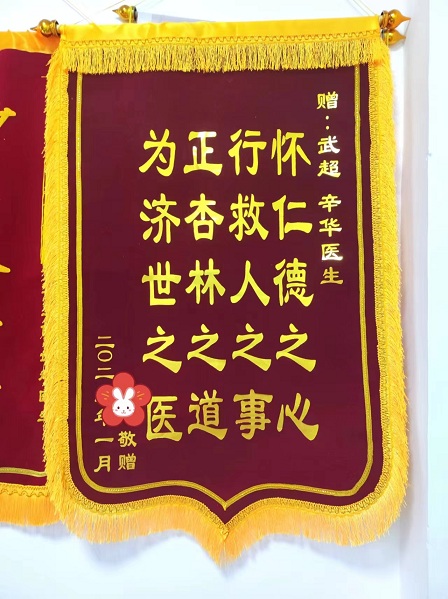 赠：武超 辛华医生
怀仁德之心
行救人之事
正杏林之道
为济世之医
敬赠
二〇二 年一月